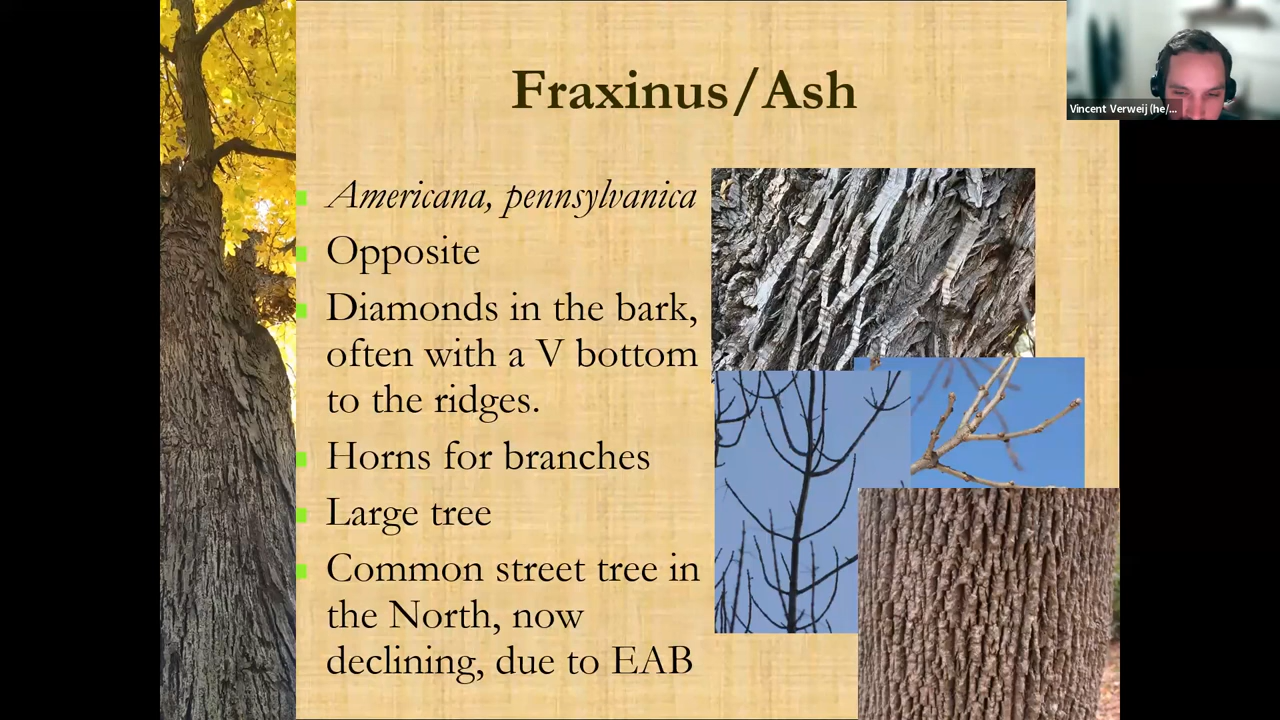 Fraxinus/Ash
Vincent Verweij (he/...
Americana, pennsylvanica
Opposite
Diamonds in the bark,
often with a V bottom
to the ridges.
Horns for branches
Large tree
Common street tree in
the North, now
declining, due to EAB